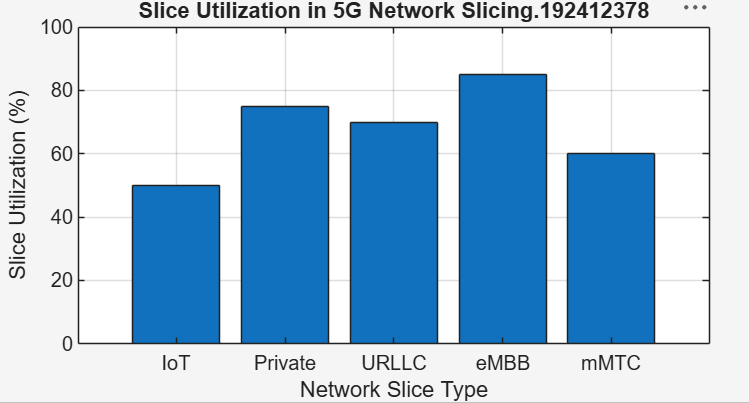 Slice Utilization in 5G Network Slicing.192412378
Slice Utilization (%)
100
80
60
40
20
0
IoT Private URLLC eMBB mMTC
Network Slice Type